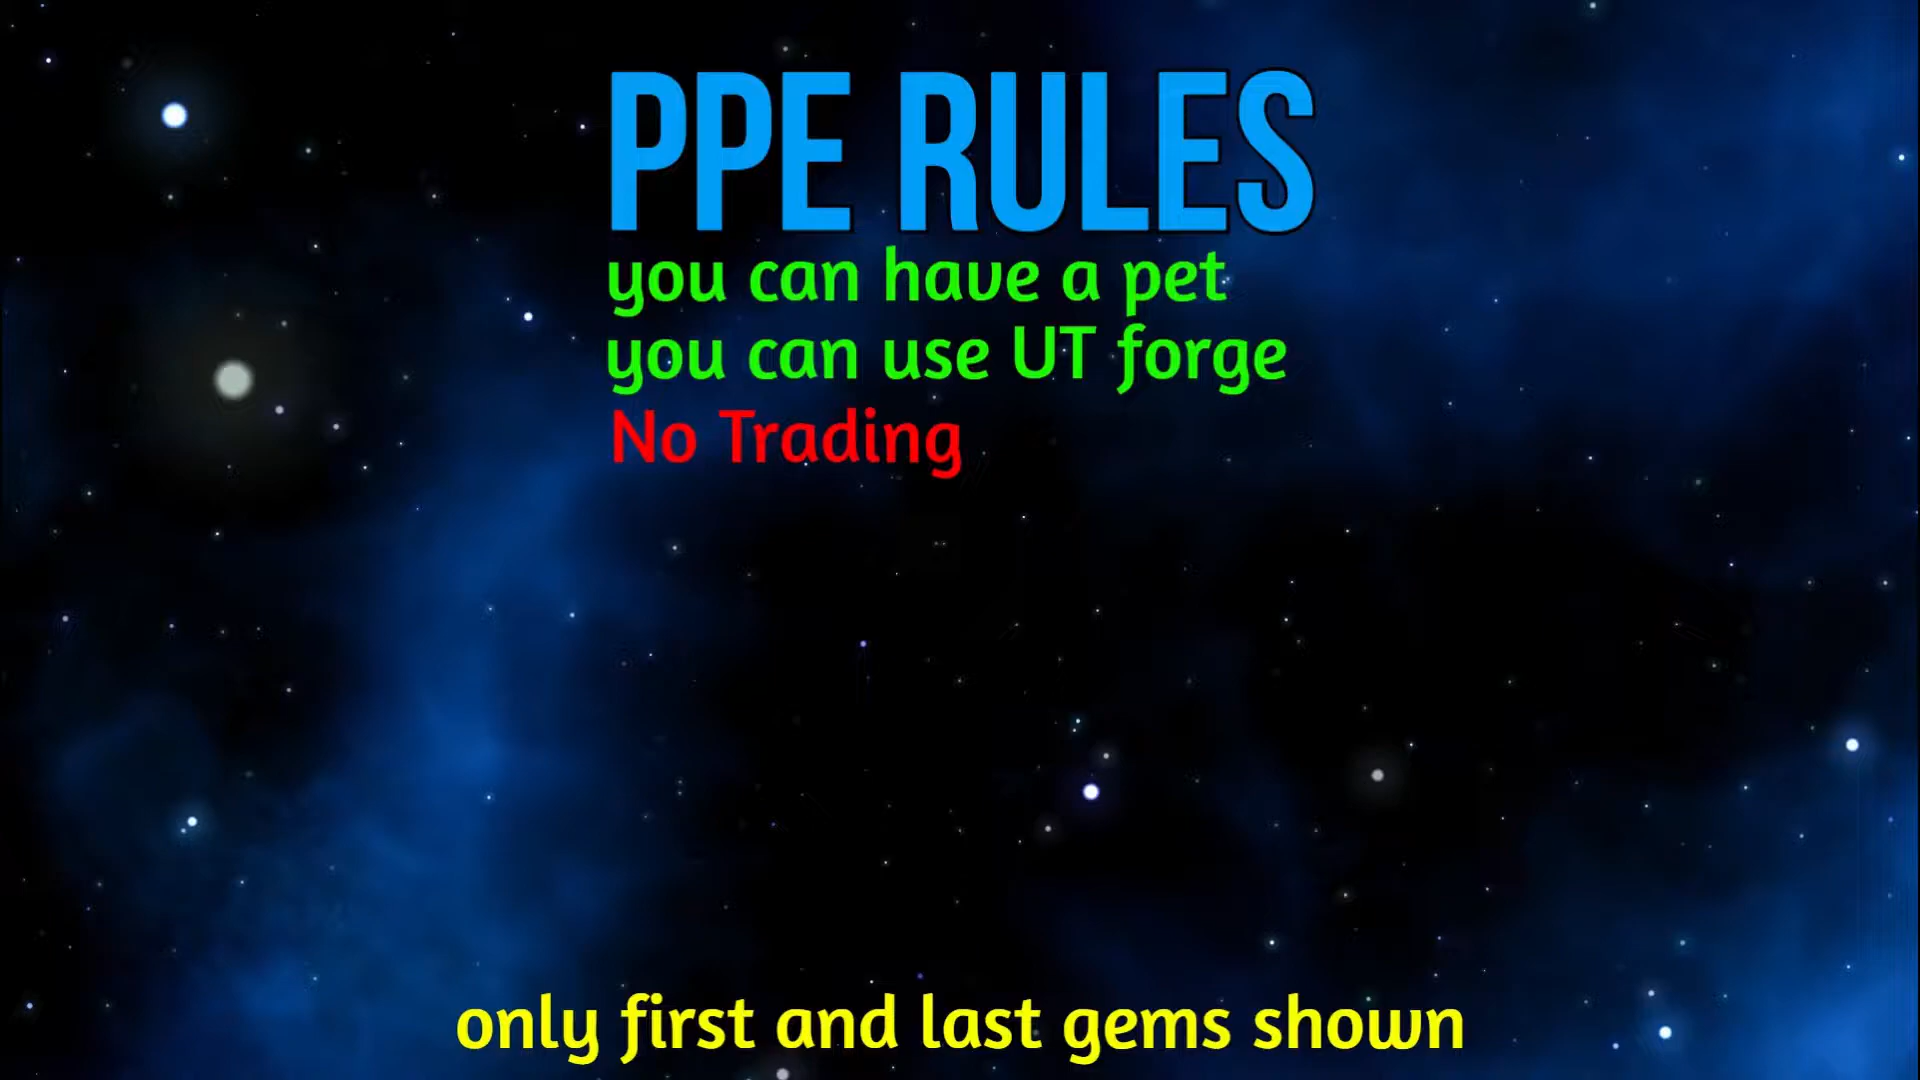 PPE RULES
you can have a pet
you can use UT forge
No Trading
only first and last gems shown